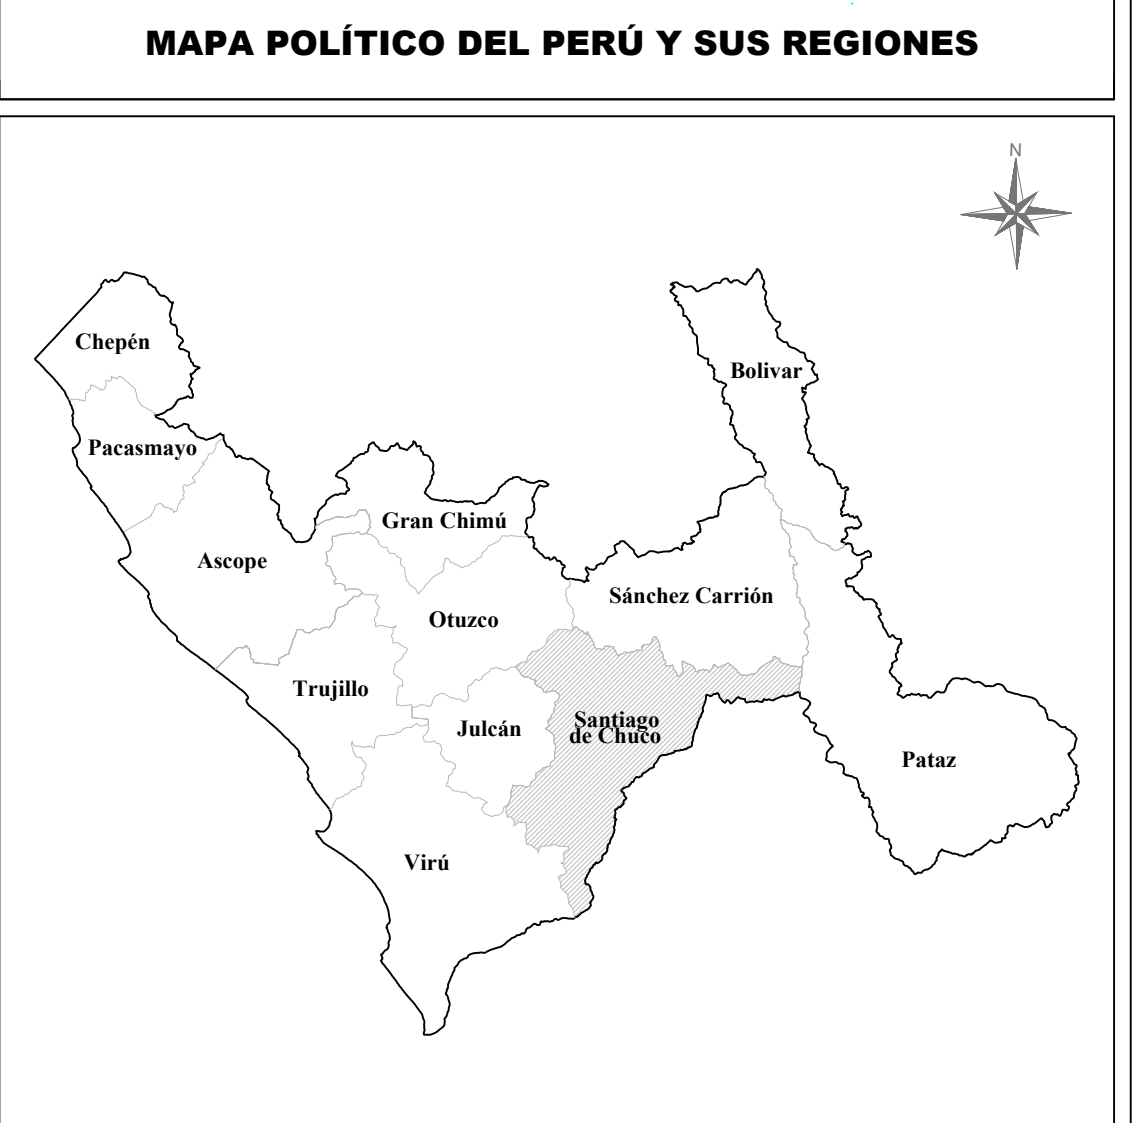 MAPA POLÍTICO DEL PERÚ Y SUS REGIONES
N
Chepén
Bolivar
Pacasmayo
Gran Chimú
Ascope
Sánchez Carrión
Otuzco
Trujillo
Julcán
Santiago
de Chuco
Pataz
Virú